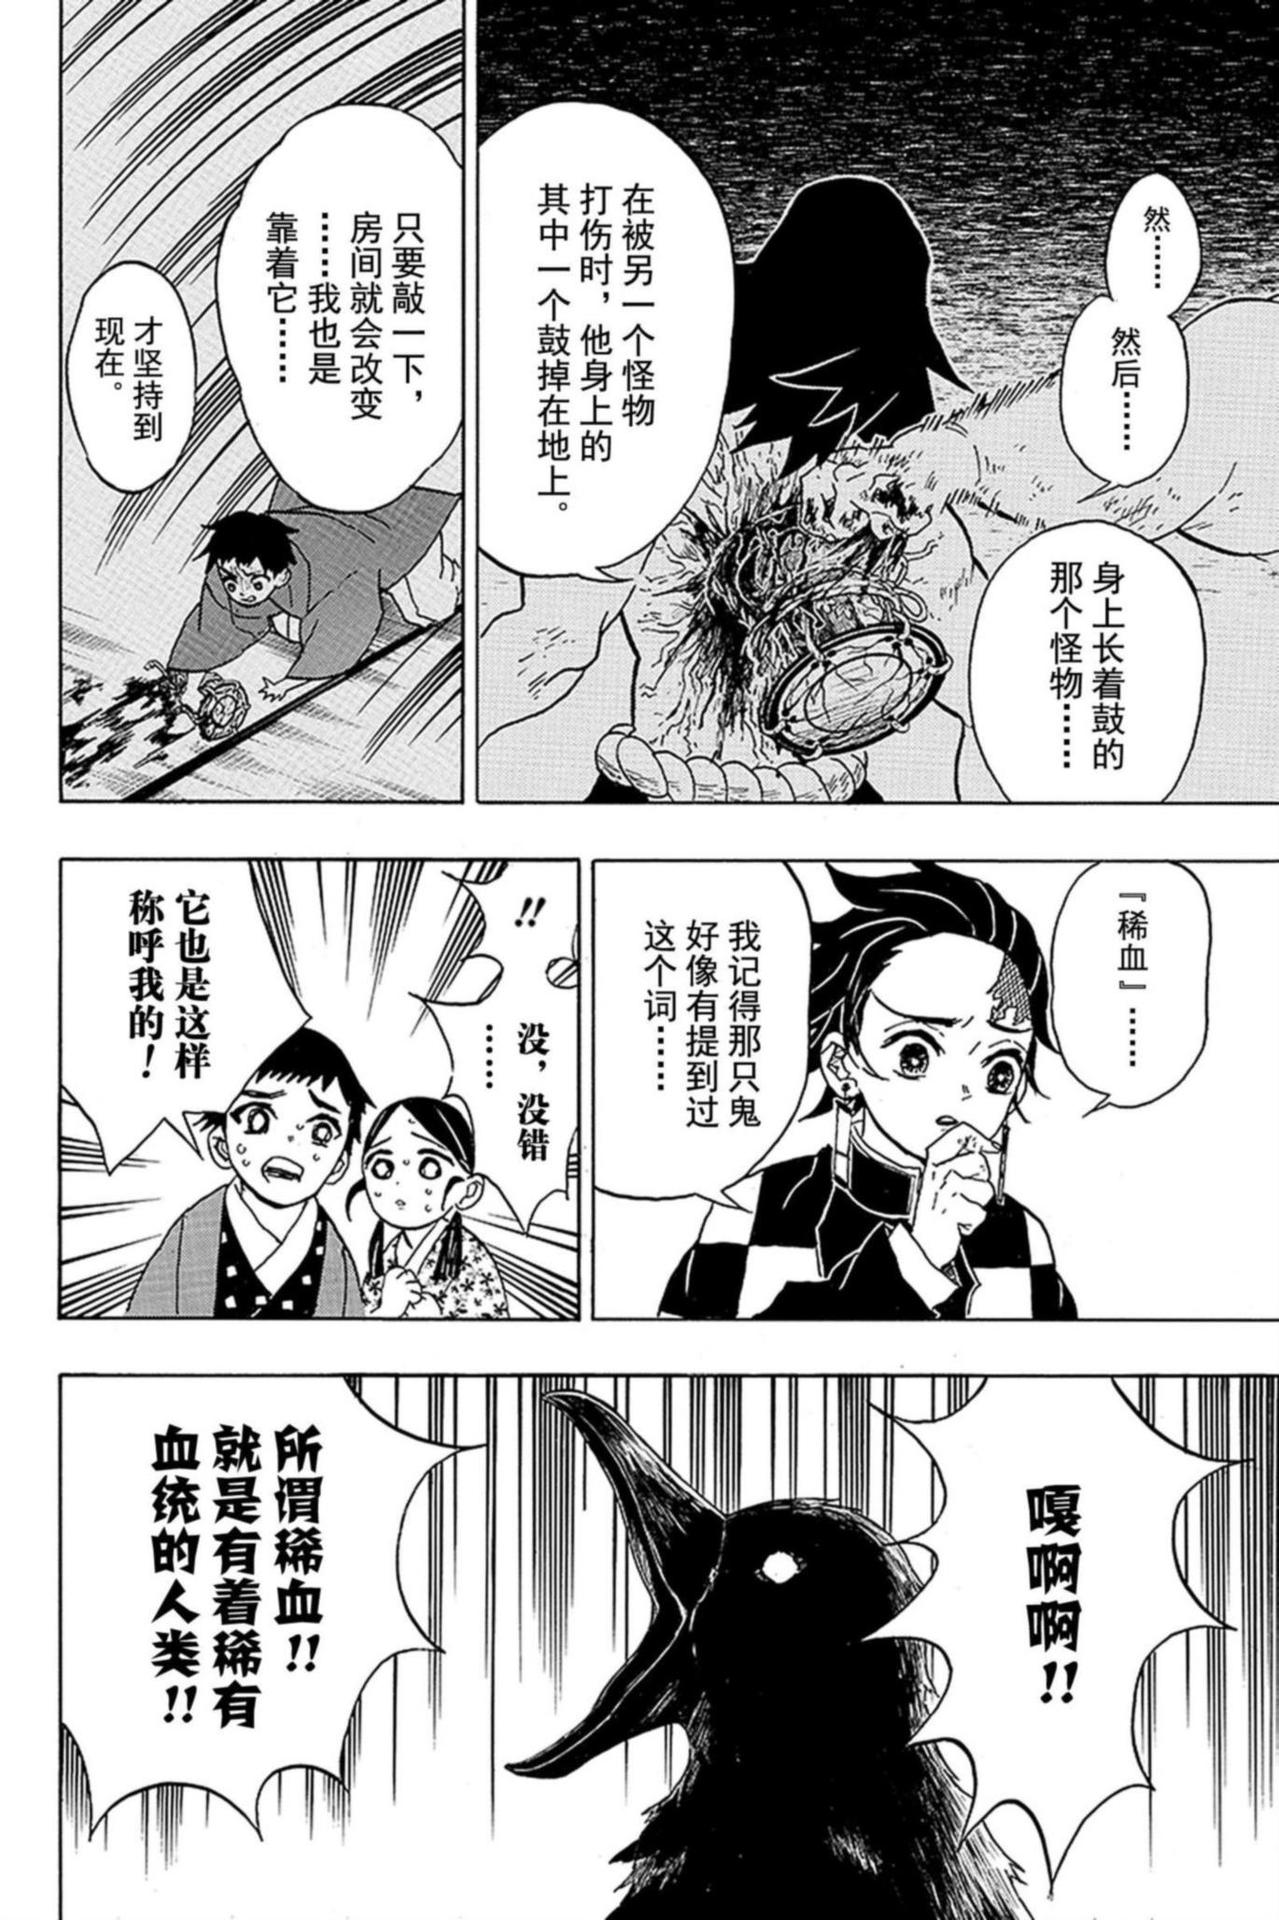 然……
然后……
身上长着鼓的
那个怪物……
在被另一个怪物
打伤时，他身上的
其中一个鼓掉在地上。
只要敲一下，
房间就会改变
……我也是
靠着它……
才坚持到
现在。
『稀血』……
我记得那只鬼
好像有提到过
这个词……
!!
没，没错
……
它也是这样
称呼我的！
嘎啊啊!!
所谓稀血!!
就是有着稀有
血统的人类!!